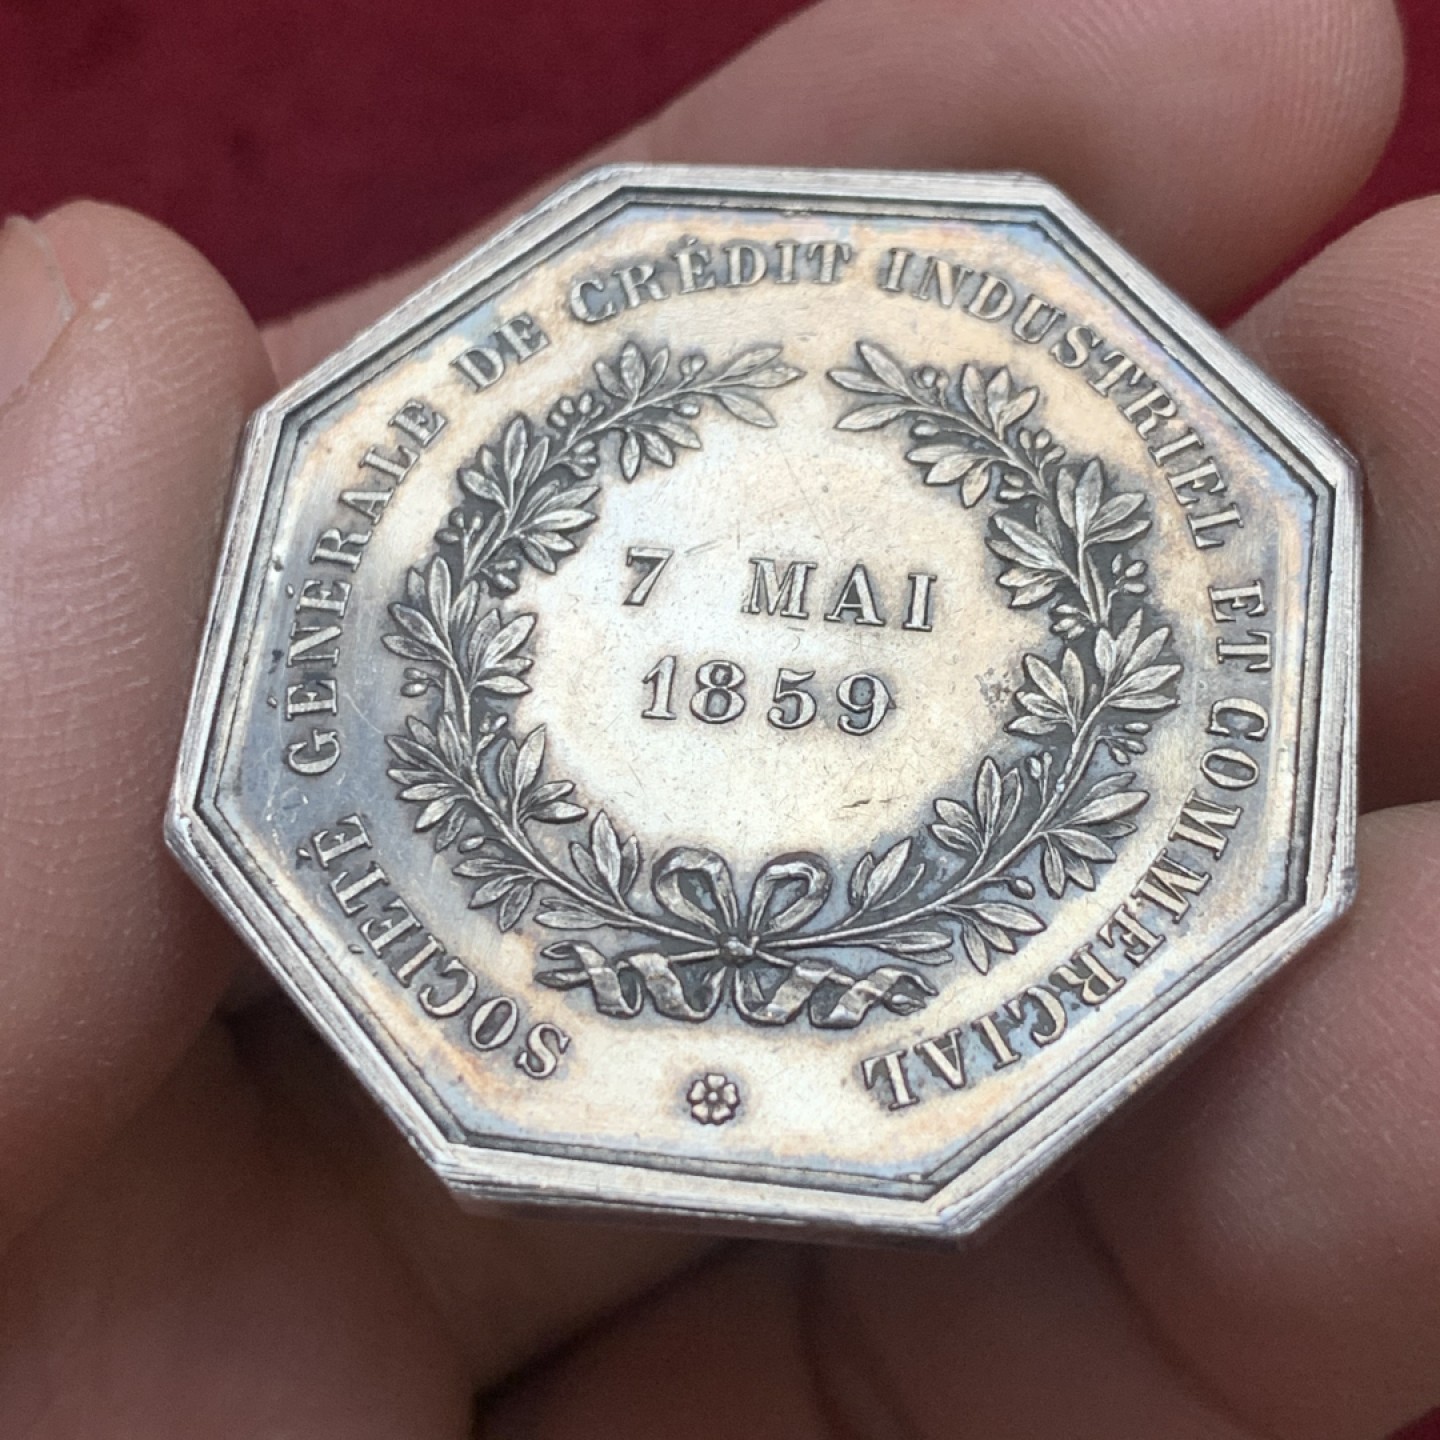 SOCIÉTÉ GÉNÉRALE DE CRÉDIT INDUSTRIEL ET COMMERCIAL
7 MAI
1859